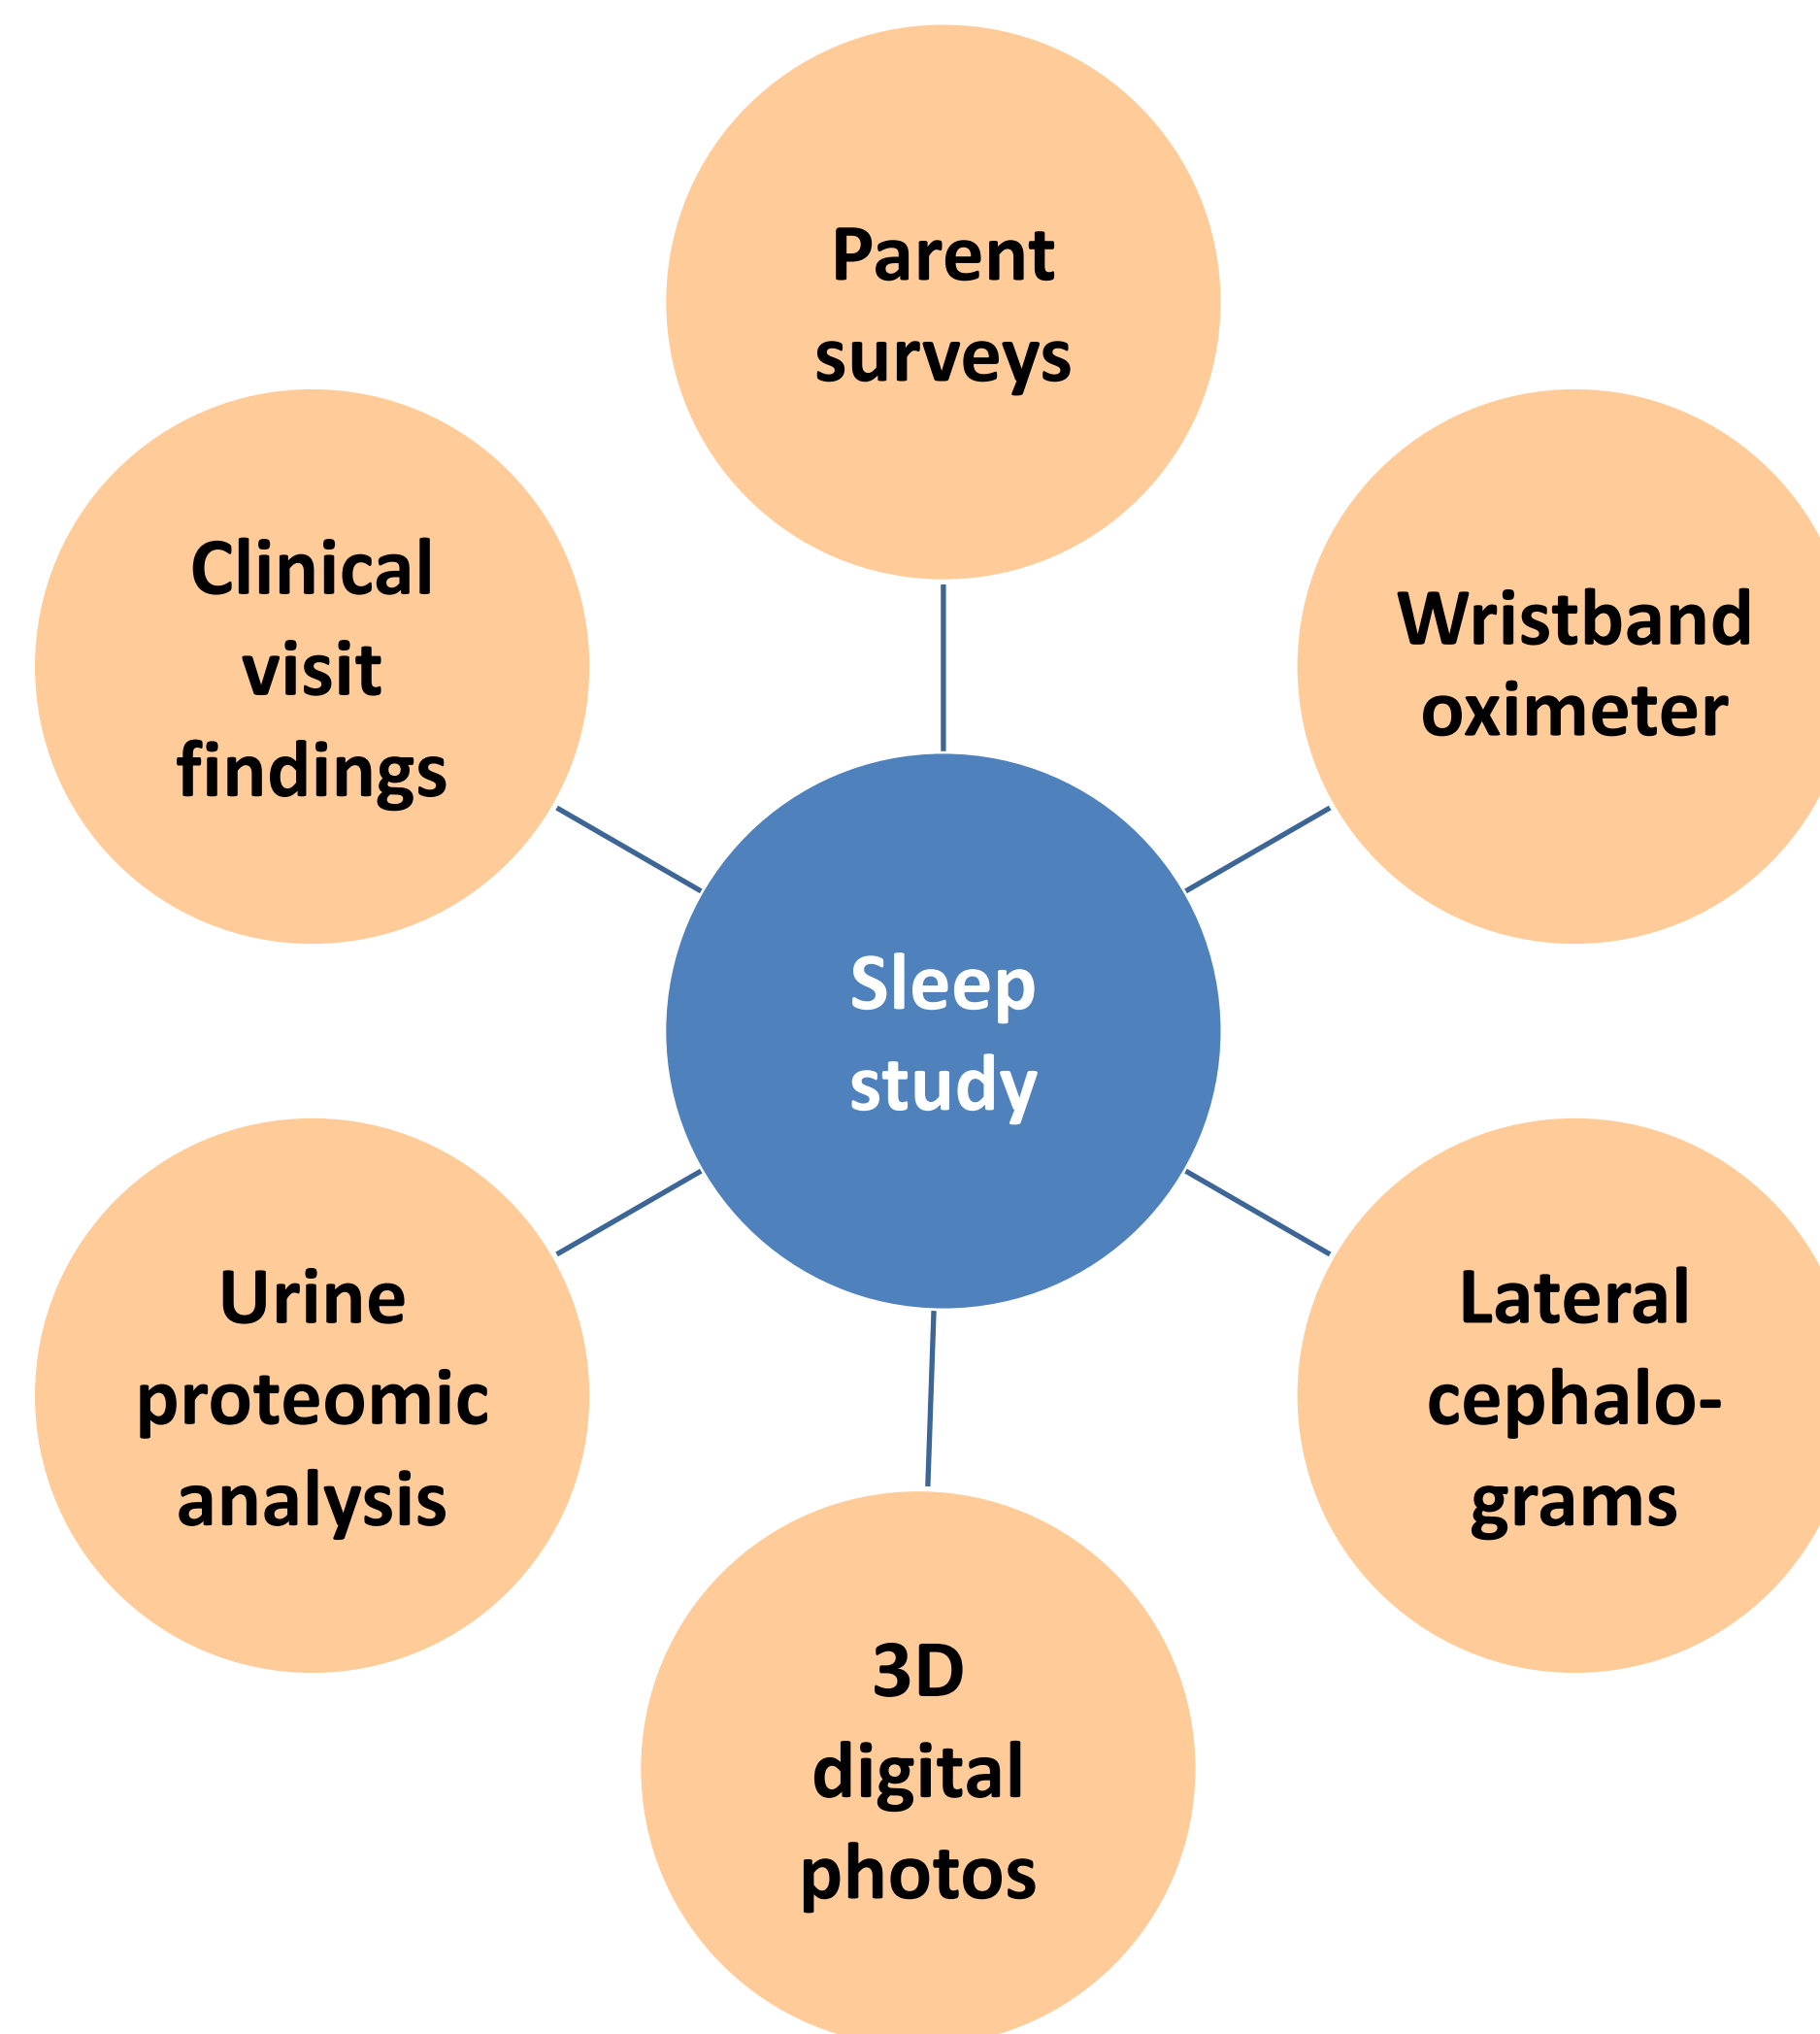 Parent
surveys
Clinical
visit
findings
Wristband
oximeter
Sleep
study
Urine
proteomic
analysis
Lateral
cephalo-
grams
3D
digital
photos